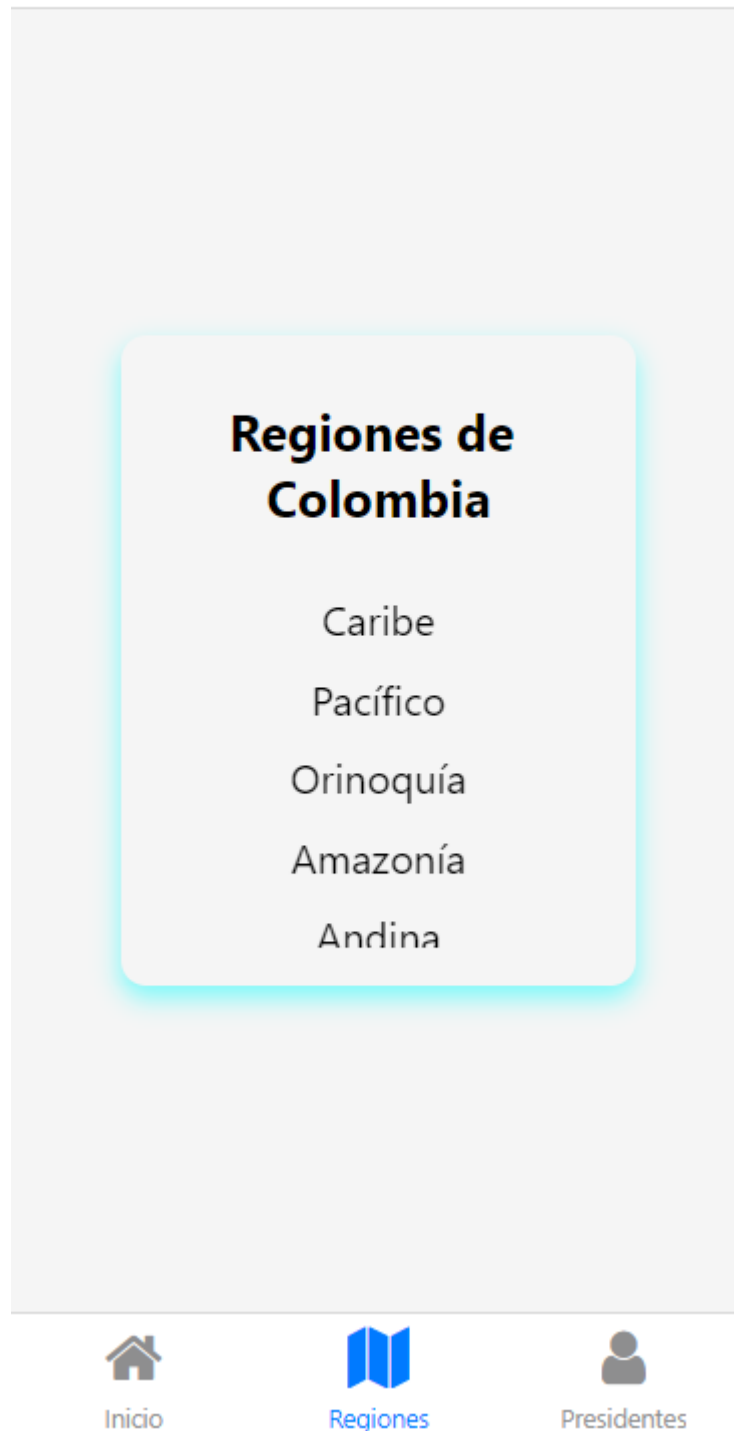 Regiones de
Colombia
Caribe
Pacífico
Orinoquía
Amazonía
Andina
Inicio
Regiones
Presidentes